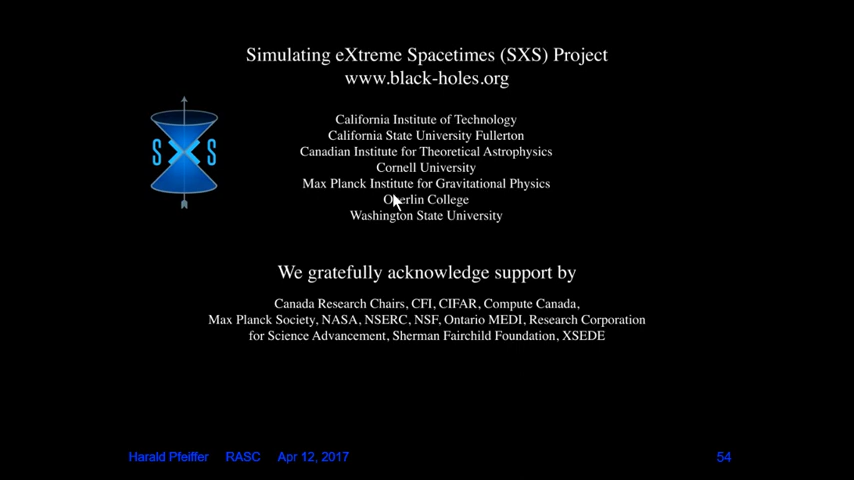 Simulating eXtreme Spacetimes (SXS) Project
www.black-holes.org
California Institute of Technology
California State University Fullerton
Canadian Institute for Theoretical Astrophysics
Cornell University
Max Planck Institute for Gravitational Physics
Oberlin College
Washington State University
SXS
We gratefully acknowledge support by
Canada Research Chairs, CFI, CIFAR, Compute Canada,
Max Planck Society, NASA, NSERC, NSF, Ontario MEDI, Research Corporation
for Science Advancement, Sherman Fairchild Foundation, XSEDE
Harald Pfeiffer RASC Apr 12, 2017 54